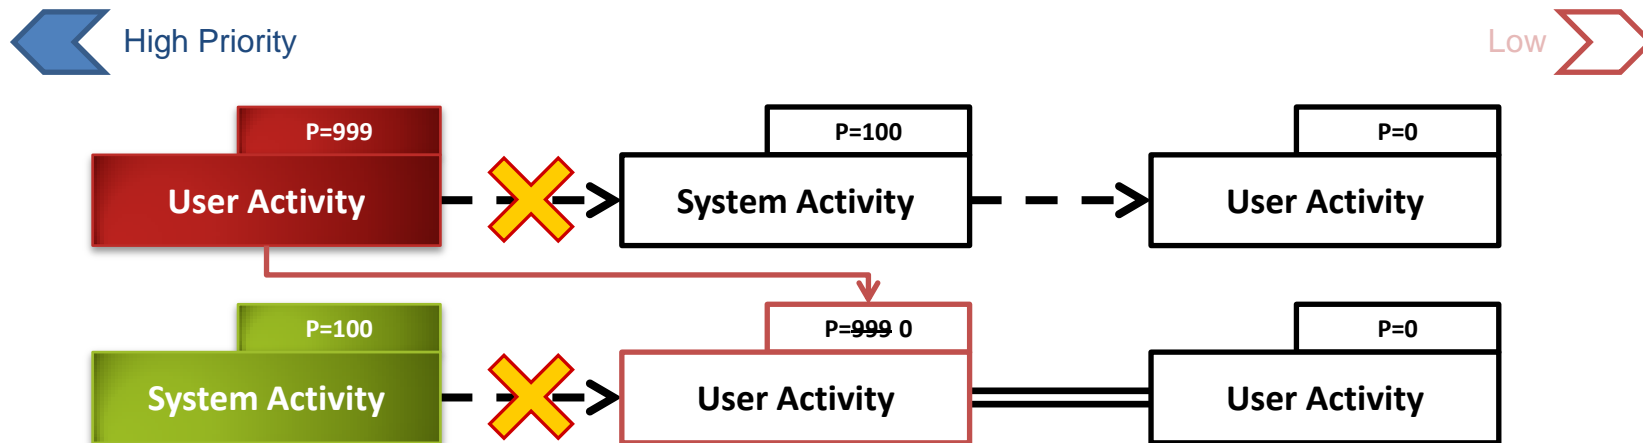 High Priority
Low
P=999
P=100
P=0
User Activity
System Activity
User Activity
P=100
P=999 0
P=0
System Activity
User Activity
User Activity